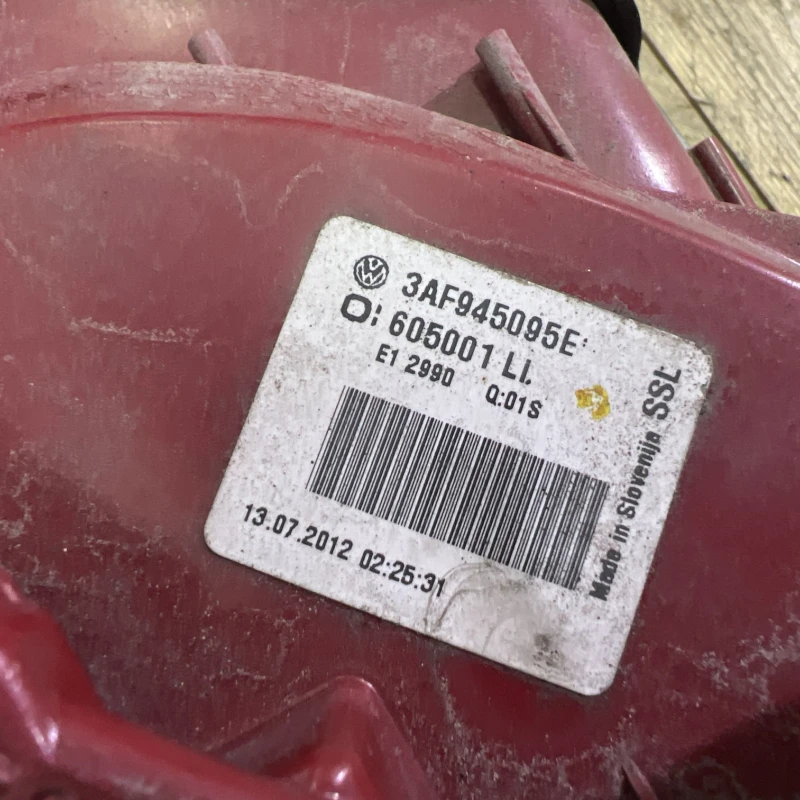 3AF945095E
605001 LI.
E1 2990 Q:01S
13.07.2012 02:25:31
Made in Slovenija SSL